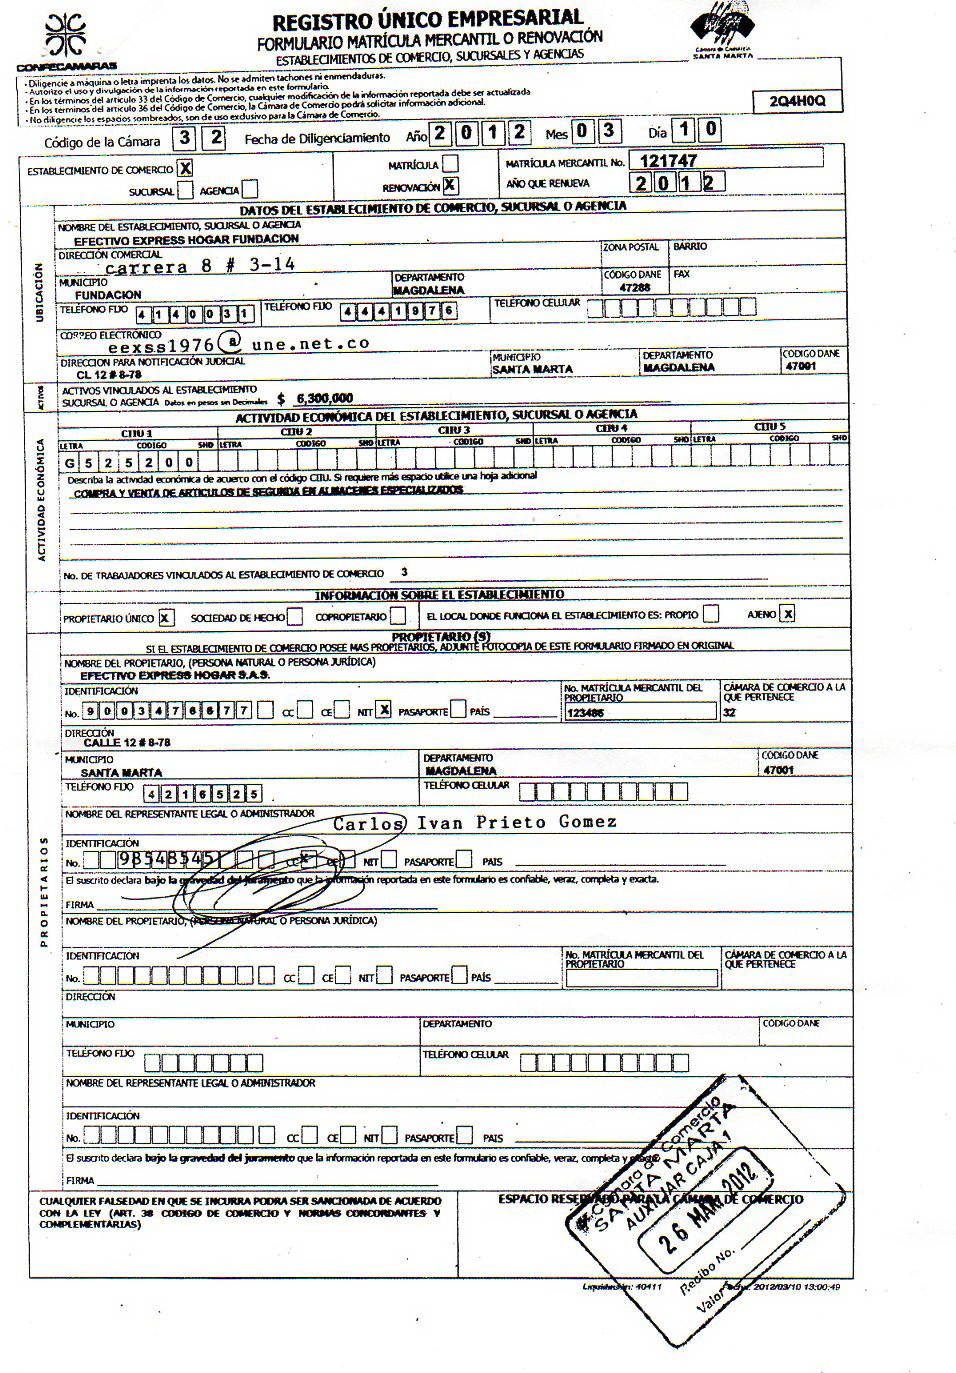 CONFECAMARAS
REGISTRO ÚNICO EMPRESARIAL
FORMULARIO MATRÍCULA MERCANTIL O RENOVACIÓN
ESTABLECIMIENTOS DE COMERCIO, SUCURSALES Y AGENCIAS
Cámara de Comercio
SANTA MARTA
- Diligencie a máquina o letra imprenta los datos. No se admiten tachones ni enmendaduras.
- Autorizo el uso y divulgación de la información reportada en este formulario.
- En los términos del artículo 33 del Código de Comercio, cualquier modificación de la información reportada debe ser actualizada
- En los términos del artículo 36 del Código de Comercio, la Cámara de Comercio podrá solicitar información adicional.
- No diligencie los espacios sombreados, son de uso exclusivo para la Cámara de Comercio.
2Q4H0Q
Código de la Cámara 3 2 Fecha de Diligenciamiento Año 2 0 1 2 Mes 0 3 Día 1 0
ESTABLECIMIENTO DE COMERCIO X MATRÍCULA MATRÍCULA MERCANTIL No. 121747
SUCURSAL AGENCIA RENOVACIÓN X AÑO QUE RENUEVA 2 0 1 2
DATOS DEL ESTABLECIMIENTO DE COMERCIO, SUCURSAL O AGENCIA
UBICACIÓN
NOMBRE DEL ESTABLECIMIENTO, SUCURSAL O AGENCIA
EFECTIVO EXPRESS HOGAR FUNDACION
DIRECCIÓN COMERCIAL ZONA POSTAL BARRIO
carrera 8 # 3-14
MUNICIPIO DEPARTAMENTO CÓDIGO DANE FAX
FUNDACION MAGDALENA 47288
TELÉFONO FIJO 4 1 4 0 0 3 1 TELÉFONO FIJO 4 4 4 1 9 7 6 TELÉFONO CELULAR
CORREO ELECTRÓNICO
eexss1976 @ une.net.co
DIRECCION PARA NOTIFICACIÓN JUDICIAL MUNICIPIO DEPARTAMENTO CODIGO DANE
CL 12 # 8-78 SANTA MARTA MAGDALENA 47001
ACTIVOS
ACTIVOS VINCULADOS AL ESTABLECIMIENTO
SUCURSAL O AGENCIA Datos en pesos sin Decimales $ 6,300,000
ACTIVIDAD ECONÓMICA
ACTIVIDAD ECONÓMICA DEL ESTABLECIMIENTO, SUCURSAL O AGENCIA
CIIU 1 CIIU 2 CIIU 3 CIIU 4 CIIU 5
LETRA CODIGO SHD LETRA CODIGO SHD LETRA CODIGO SHD LETRA CODIGO SHD LETRA CODIGO SHD
G 5 2 5 2 0 0
Describa la actividad económica de acuerdo con el código CIIU. Si requiere más espacio utilice una hoja adicional
COMPRA Y VENTA DE ARTICULOS DE SEGUNDA EN ALMACENES ESPECIALIZADOS
No. DE TRABAJADORES VINCULADOS AL ESTABLECIMIENTO DE COMERCIO 3
INFORMACIÓN SOBRE EL ESTABLECIMIENTO
PROPIETARIO ÚNICO X SOCIEDAD DE HECHO COPROPIETARIO EL LOCAL DONDE FUNCIONA EL ESTABLECIMIENTO ES: PROPIO AJENO X
PROPIETARIOS
PROPIETARIO (S)
SI EL ESTABLECIMIENTO DE COMERCIO POSEE MAS PROPIETARIOS, ADJUNTE FOTOCOPIA DE ESTE FORMULARIO FIRMADO EN ORIGINAL
NOMBRE DEL PROPIETARIO, (PERSONA NATURAL O PERSONA JURÍDICA)
EFECTIVO EXPRESS HOGAR S.A.S.
IDENTIFICACIÓN No. MATRÍCULA MERCANTIL DEL PROPIETARIO CÁMARA DE COMERCIO A LA QUE PERTENECE
No. 9 0 0 3 4 7 6 6 7 7 CC CE NIT X PASAPORTE PAÍS 123486 32
DIRECCIÓN
CALLE 12 # 8-78
MUNICIPIO DEPARTAMENTO CÓDIGO DANE
SANTA MARTA MAGDALENA 47001
TELÉFONO FIJO 4 2 1 6 5 2 5 TELÉFONO CELULAR
NOMBRE DEL REPRESENTANTE LEGAL O ADMINISTRADOR
Carlos Ivan Prieto Gomez
IDENTIFICACIÓN
No. 98548545 CC X CE NIT PASAPORTE PAIS
El suscrito declara bajo la gravedad del juramento que la información reportada en este formulario es confiable, veraz, completa y exacta.
FIRMA
NOMBRE DEL PROPIETARIO, (PERSONA NATURAL O PERSONA JURÍDICA)
IDENTIFICACIÓN No. MATRÍCULA MERCANTIL DEL PROPIETARIO CÁMARA DE COMERCIO A LA QUE PERTENECE
No. CC CE NIT PASAPORTE PAÍS
DIRECCIÓN
MUNICIPIO DEPARTAMENTO CÓDIGO DANE
TELÉFONO FIJO TELÉFONO CELULAR
NOMBRE DEL REPRESENTANTE LEGAL O ADMINISTRADOR
IDENTIFICACIÓN
No. CC CE NIT PASAPORTE PAIS
El suscrito declara bajo la gravedad del juramento que la información reportada en este formulario es confiable, veraz, completa y exacta
FIRMA
CUALQUIER FALSEDAD EN QUE SE INCURRA PODRA SER SANCIONADA DE ACUERDO
CON LA LEY (ART. 38 CODIGO DE COMERCIO Y NORMAS CONCORDANTES Y
COMPLEMENTARIAS)
ESPACIO RESERVADO PARA LA CÁMARA DE COMERCIO
Cámara de Comercio
SANTA MARTA
AUXILIAR CAJA 1
26 MAR 2012
Recibo No.
Valor $
Liquidación: 40411 Fecha: 2012/03/10 13:00:49